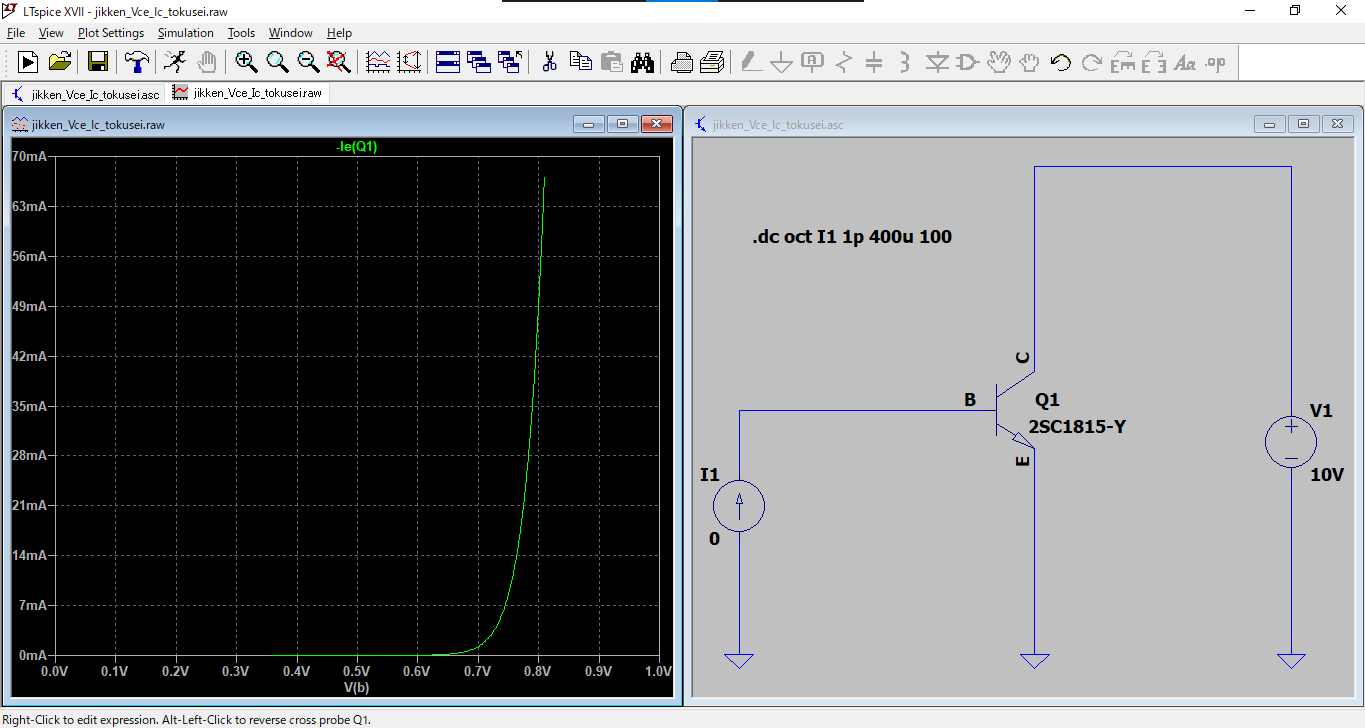 LTspice XVII - jikken_Vce_Ic_tokusei.raw
File View Plot Settings Simulation Tools Window Help
jikken_Vce_Ic_tokusei.asc jikken_Vce_Ic_tokusei.raw
jikken_Vce_Ic_tokusei.raw
-Ie(Q1)
70mA
63mA
56mA
49mA
42mA
35mA
28mA
21mA
14mA
7mA
0mA
0.0V 0.1V 0.2V 0.3V 0.4V 0.5V 0.6V 0.7V 0.8V 0.9V 1.0V
V(b)
jikken_Vce_Ic_tokusei.asc
.dc oct I1 1p 400u 100
C
B
Q1
2SC1815-Y
E
I1
0
V1
10V
Right-Click to edit expression. Alt-Left-Click to reverse cross probe Q1.